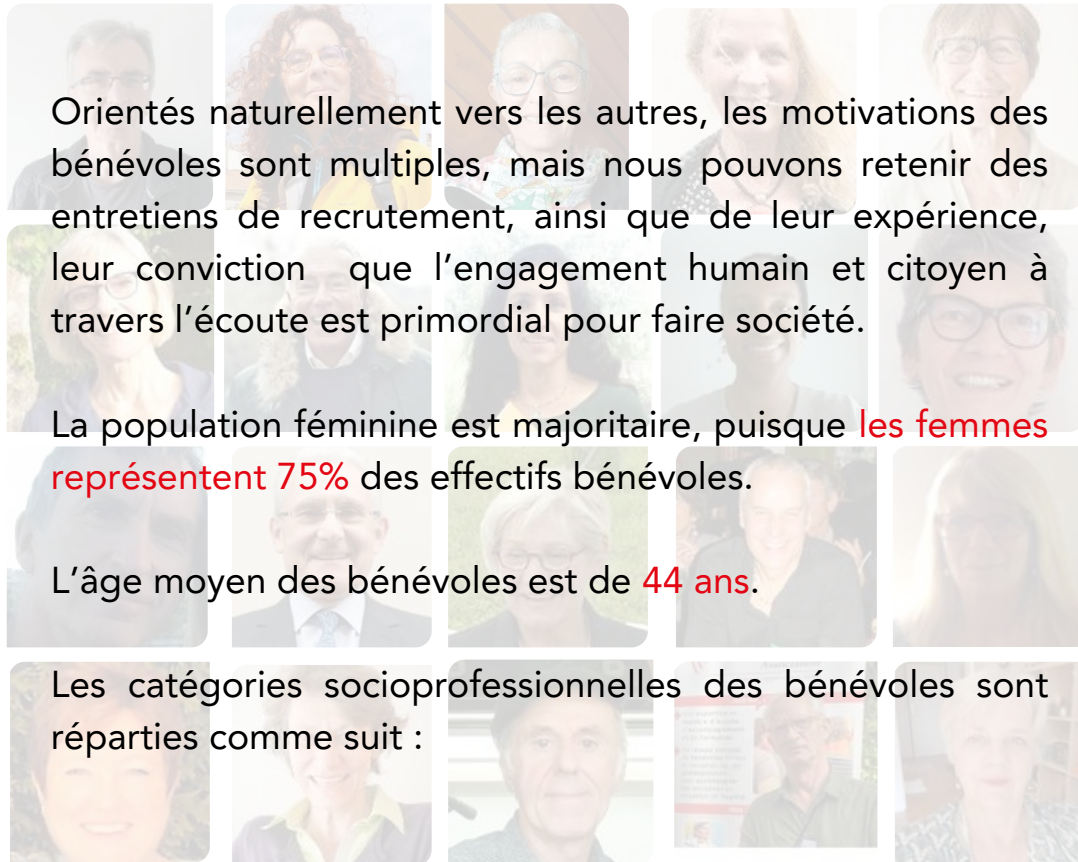 Orientés naturellement vers les autres, les motivations des
bénévoles sont multiples, mais nous pouvons retenir des
entretiens de recrutement, ainsi que de leur expérience,
leur conviction que l'engagement humain et citoyen à
travers l'écoute est primordial pour faire société.
La population féminine est majoritaire, puisque les femmes
représentent 75% des effectifs bénévoles.
L'âge moyen des bénévoles est de 44 ans.
Les catégories socioprofessionnelles des bénévoles sont
réparties comme suit :